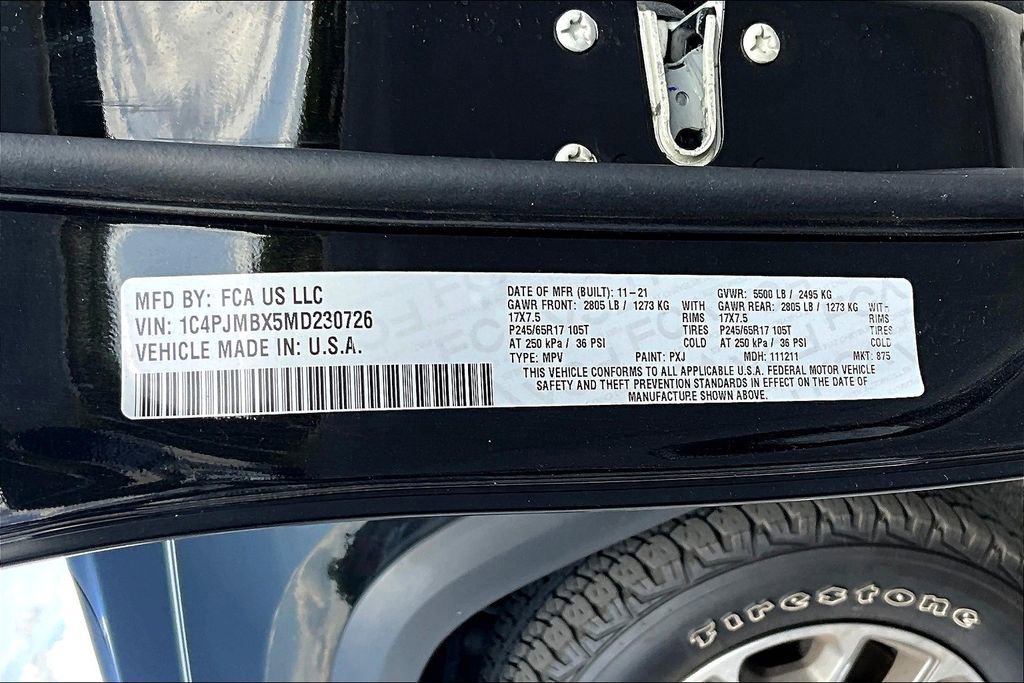 MFD BY: FCA US LLC
VIN: 1C4PJMBX5MD230726
VEHICLE MADE IN: U.S.A.
DATE OF MFR (BUILT): 11-21
GAWR FRONT: 2805 LB / 1273 KG WITH
17X7.5 RIMS
P245/65R17 105T TIRES
AT 250 kPa / 36 PSI COLD
TYPE: MPV PAINT: PXJ
GVWR: 5500 LB / 2495 KG
GAWR REAR: 2805 LB / 1273 KG WITH
17X7.5 RIMS
P245/65R17 105T TIRES
AT 250 kPa / 36 PSI COLD
MDH: 111211 MKT: 875
THIS VEHICLE CONFORMS TO ALL APPLICABLE U.S.A. FEDERAL MOTOR VEHICLE
SAFETY AND THEFT PREVENTION STANDARDS IN EFFECT ON THE DATE OF
MANUFACTURE SHOWN ABOVE.
Firestone